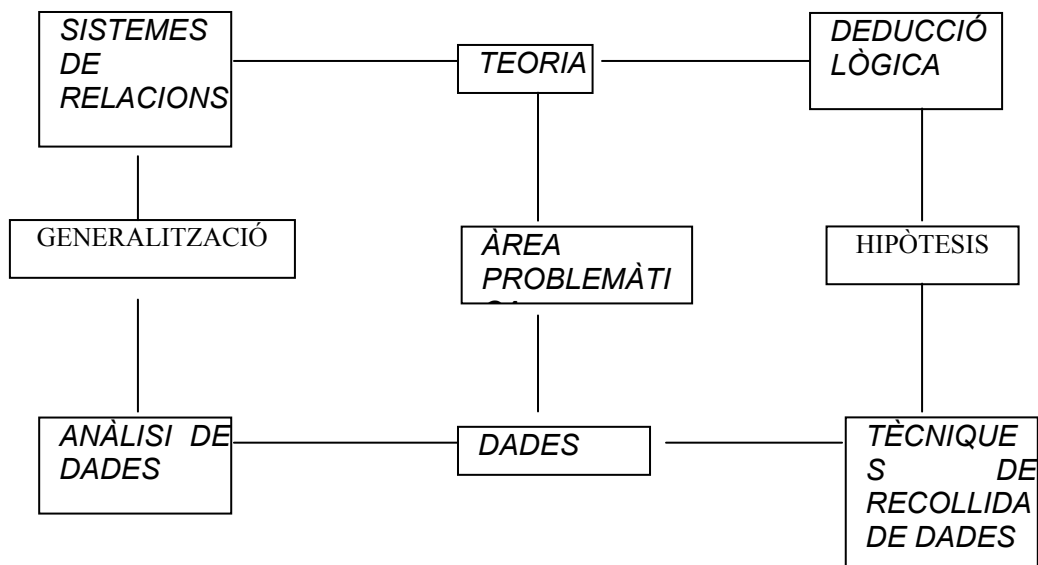 SISTEMES
DE
RELACIONS
TEORIA
DEDUCCIÓ
LÒGICA
GENERALITZACIÓ
ÀREA
PROBLEMÀTI
HIPÒTESIS
ANÀLISI DE
DADES
DADES
TÈCNIQUE
S DE
RECOLLIDA
DE DADES